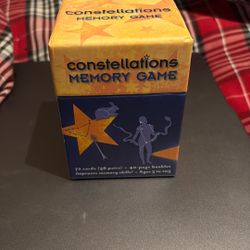 constellations
MEMORY GAME
constellations
MEMORY GAME
72 cards (36 pairs) • 40-page booklet
Improves memory skills! • Ages 3 to 103